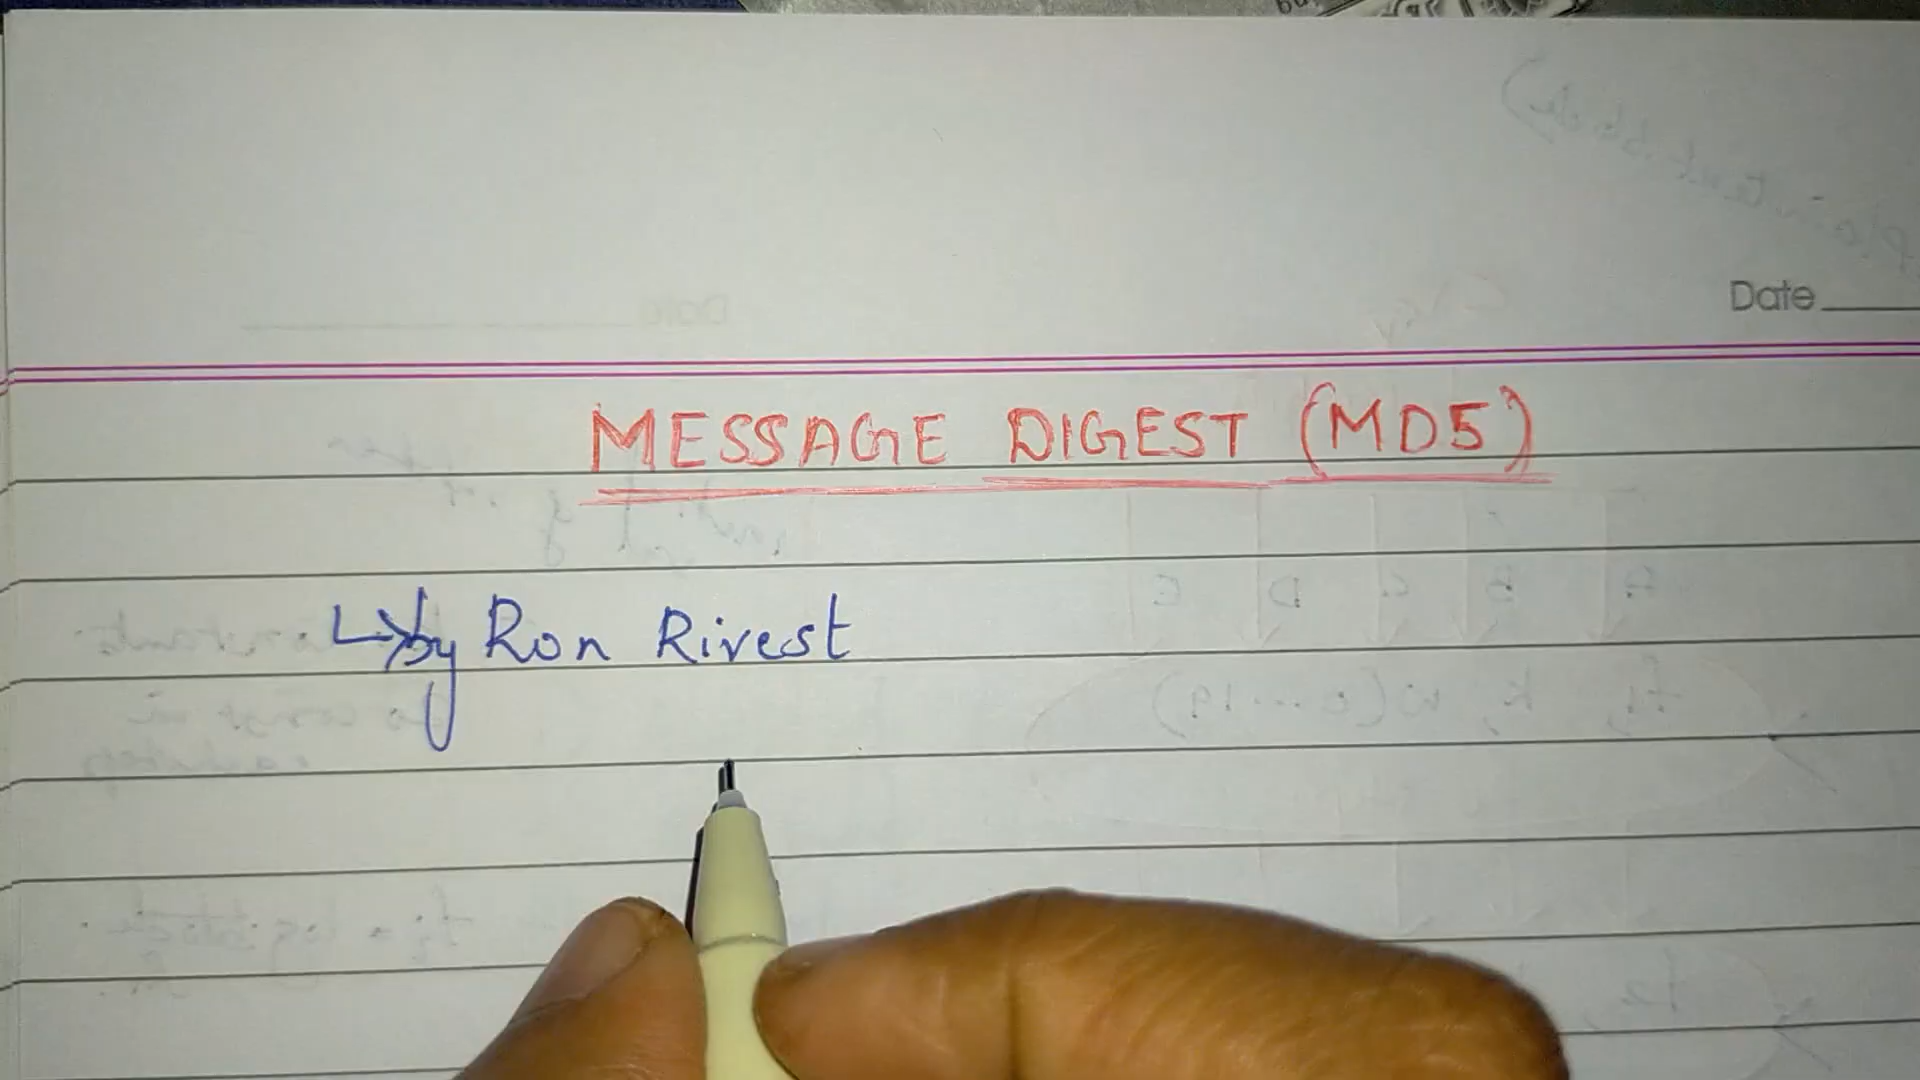 Date
MESSAGE DIGEST (MD5)
↳ by Ron Rivest